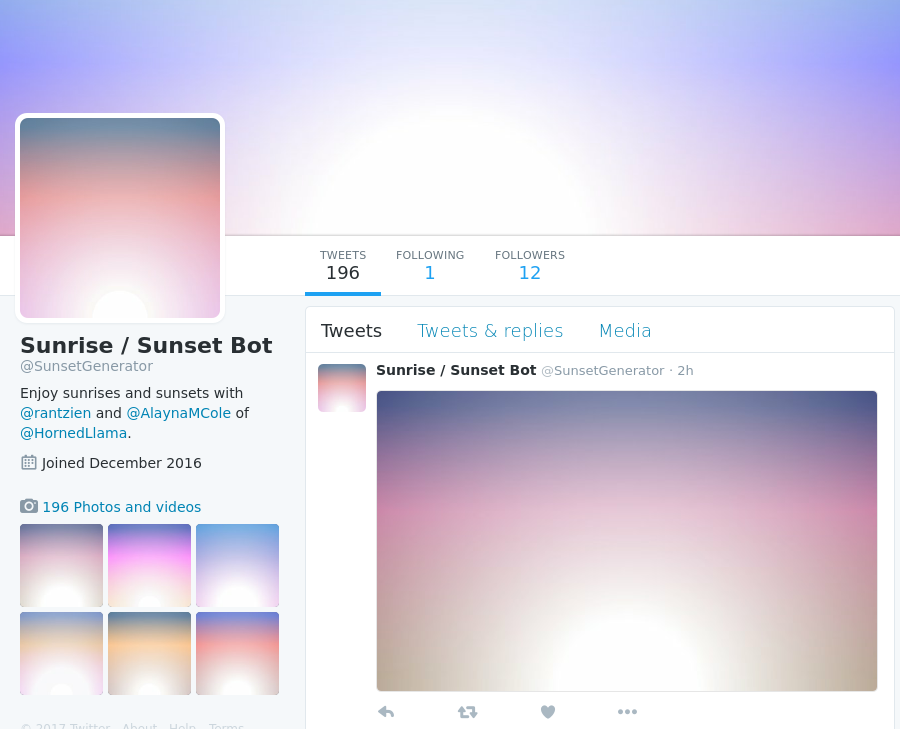 TWEETS FOLLOWING FOLLOWERS
196 1 12
Sunrise / Sunset Bot
@SunsetGenerator
Enjoy sunrises and sunsets with
@rantzien and @AlaynaMCole of
@HornedLlama.
Joined December 2016
196 Photos and videos
© 2017 Twitter About Help Terms
Tweets Tweets & replies Media
Sunrise / Sunset Bot @SunsetGenerator · 2h